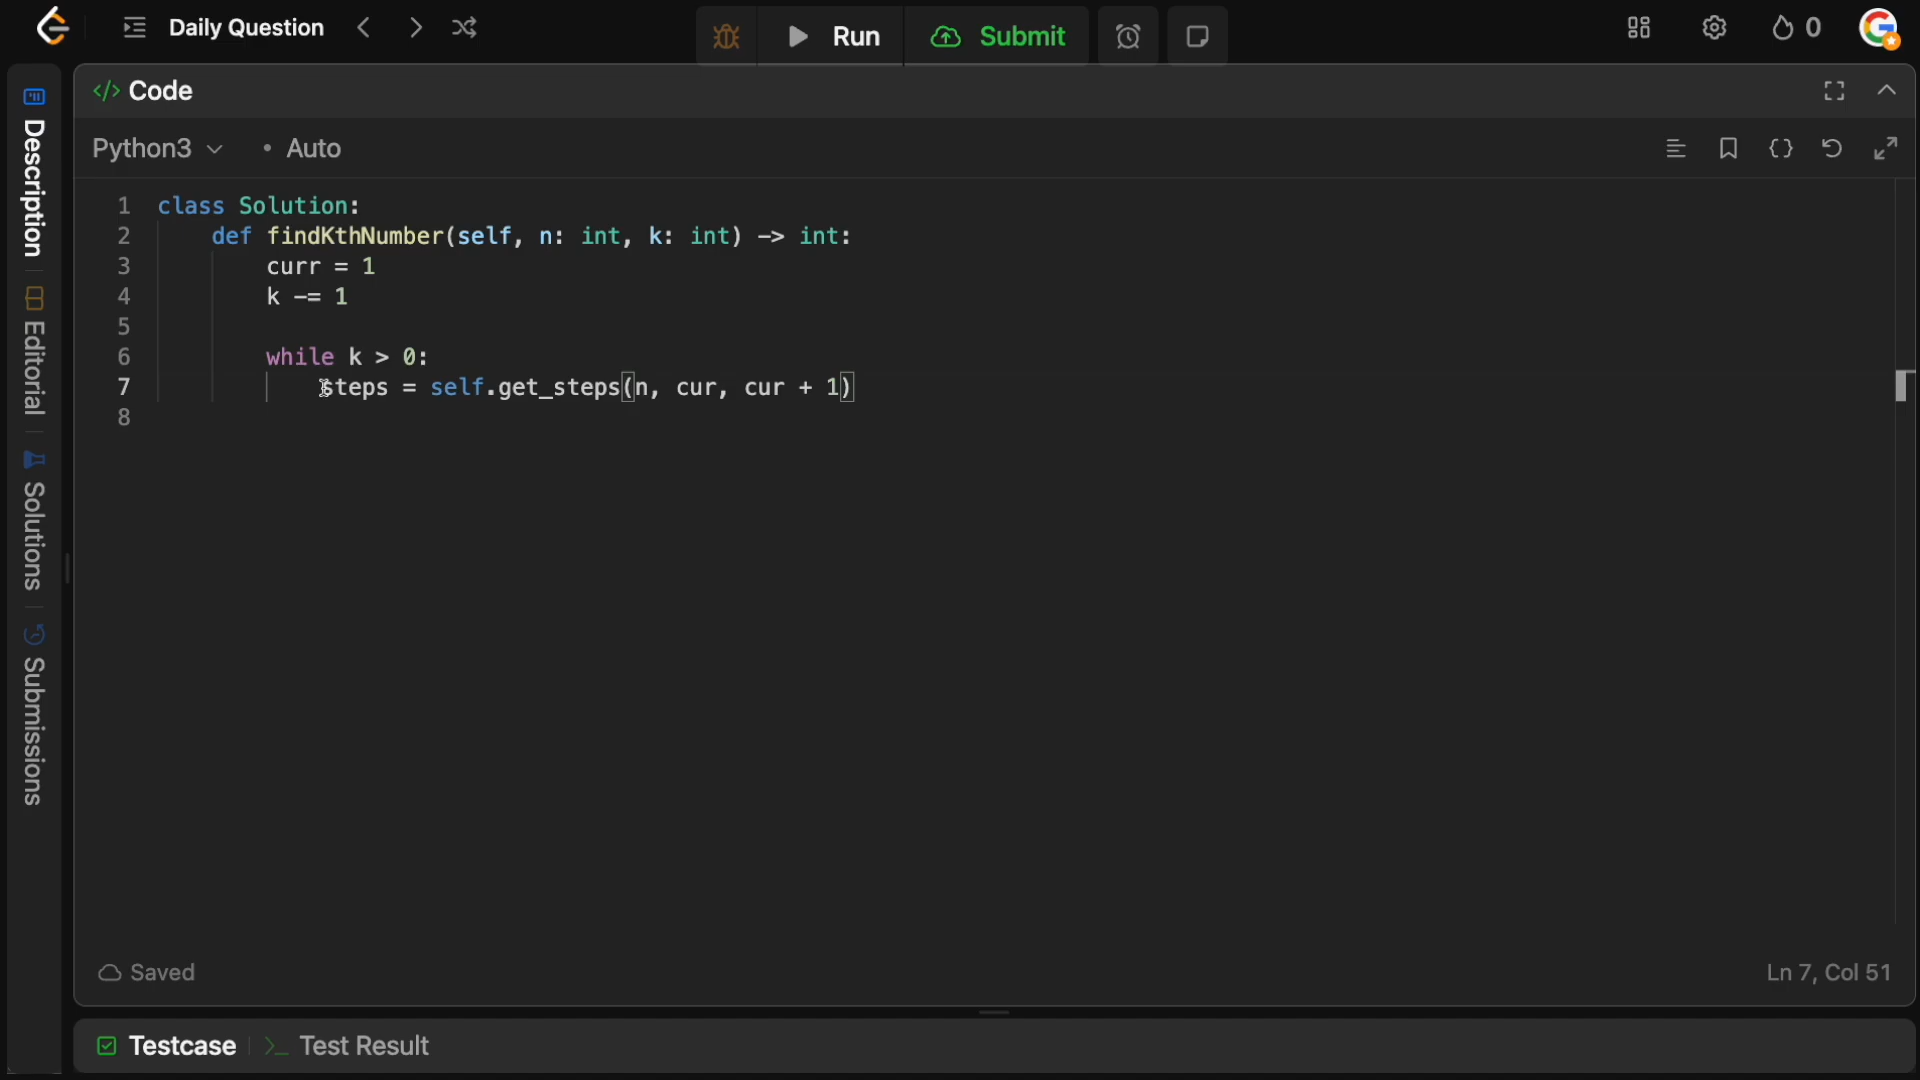 Daily Question
Run
Submit
0
Description
Editorial
Solutions
Submissions
</> Code
Python3
• Auto
1 class Solution:
2 def findKthNumber(self, n: int, k: int) -> int:
3 curr = 1
4 k -= 1
5
6 while k > 0:
7 steps = self.get_steps(n, cur, cur + 1)
8
Saved
Ln 7, Col 51
Testcase
Test Result